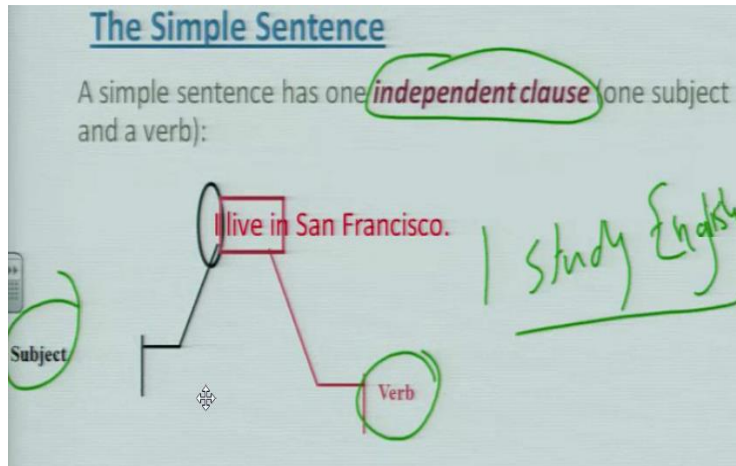 The Simple Sentence
A simple sentence has one independent clause (one subject
and a verb):
I live in San Francisco.
I study English
Subject
Verb